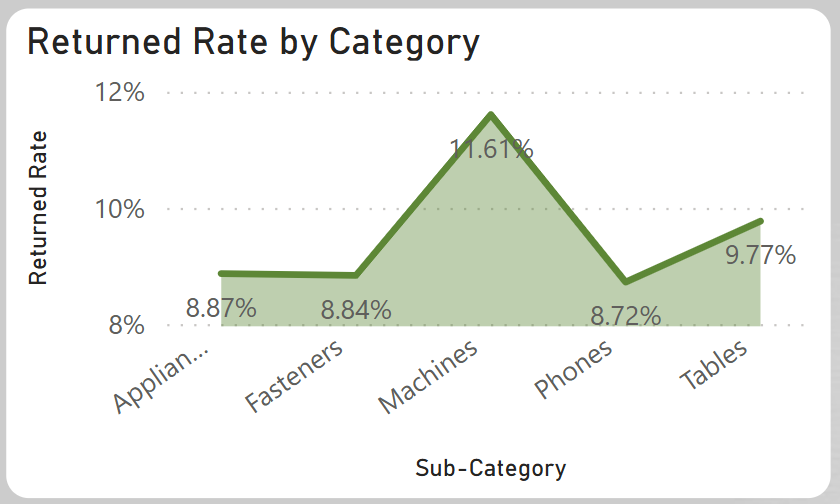 Returned Rate by Category
12%
10%
8%
Returned Rate
11.61%
9.77%
8.87%
8.84%
8.72%
Applian...
Fasteners
Machines
Phones
Tables
Sub-Category